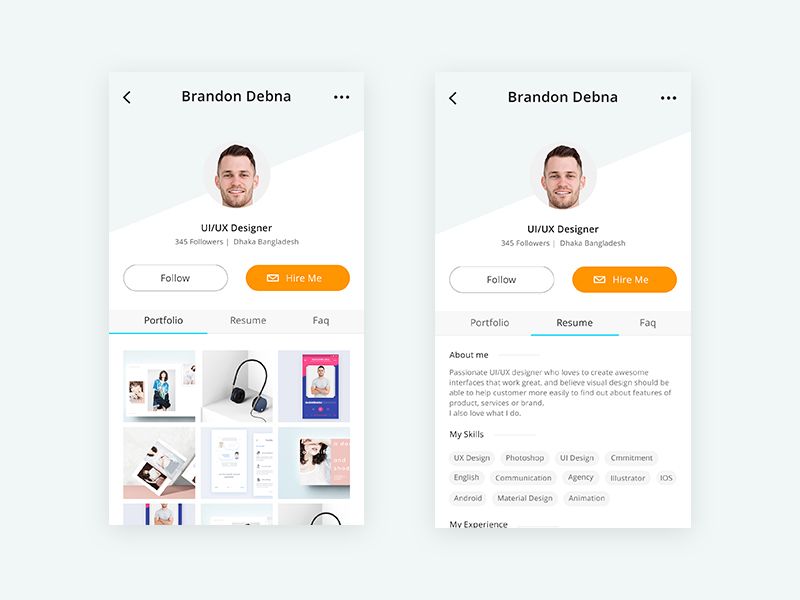 Brandon Debna
UI/UX Designer
345 Followers | Dhaka Bangladesh
Follow
Hire Me
Portfolio Resume Faq
Brandon Debna
UI/UX Designer
345 Followers | Dhaka Bangladesh
Follow
Hire Me
Portfolio Resume Faq
About me
Passionate UI/UX designer who loves to create awesome
interfaces that work great, and believe visual design should be
able to help customer more easily to find out about features of
product, services or brand.
I also love what I do.
My Skills
UX Design Photoshop UI Design Cmmitment
English Communication Agency Illustrator IOS
Android Material Design Animation
My Experience